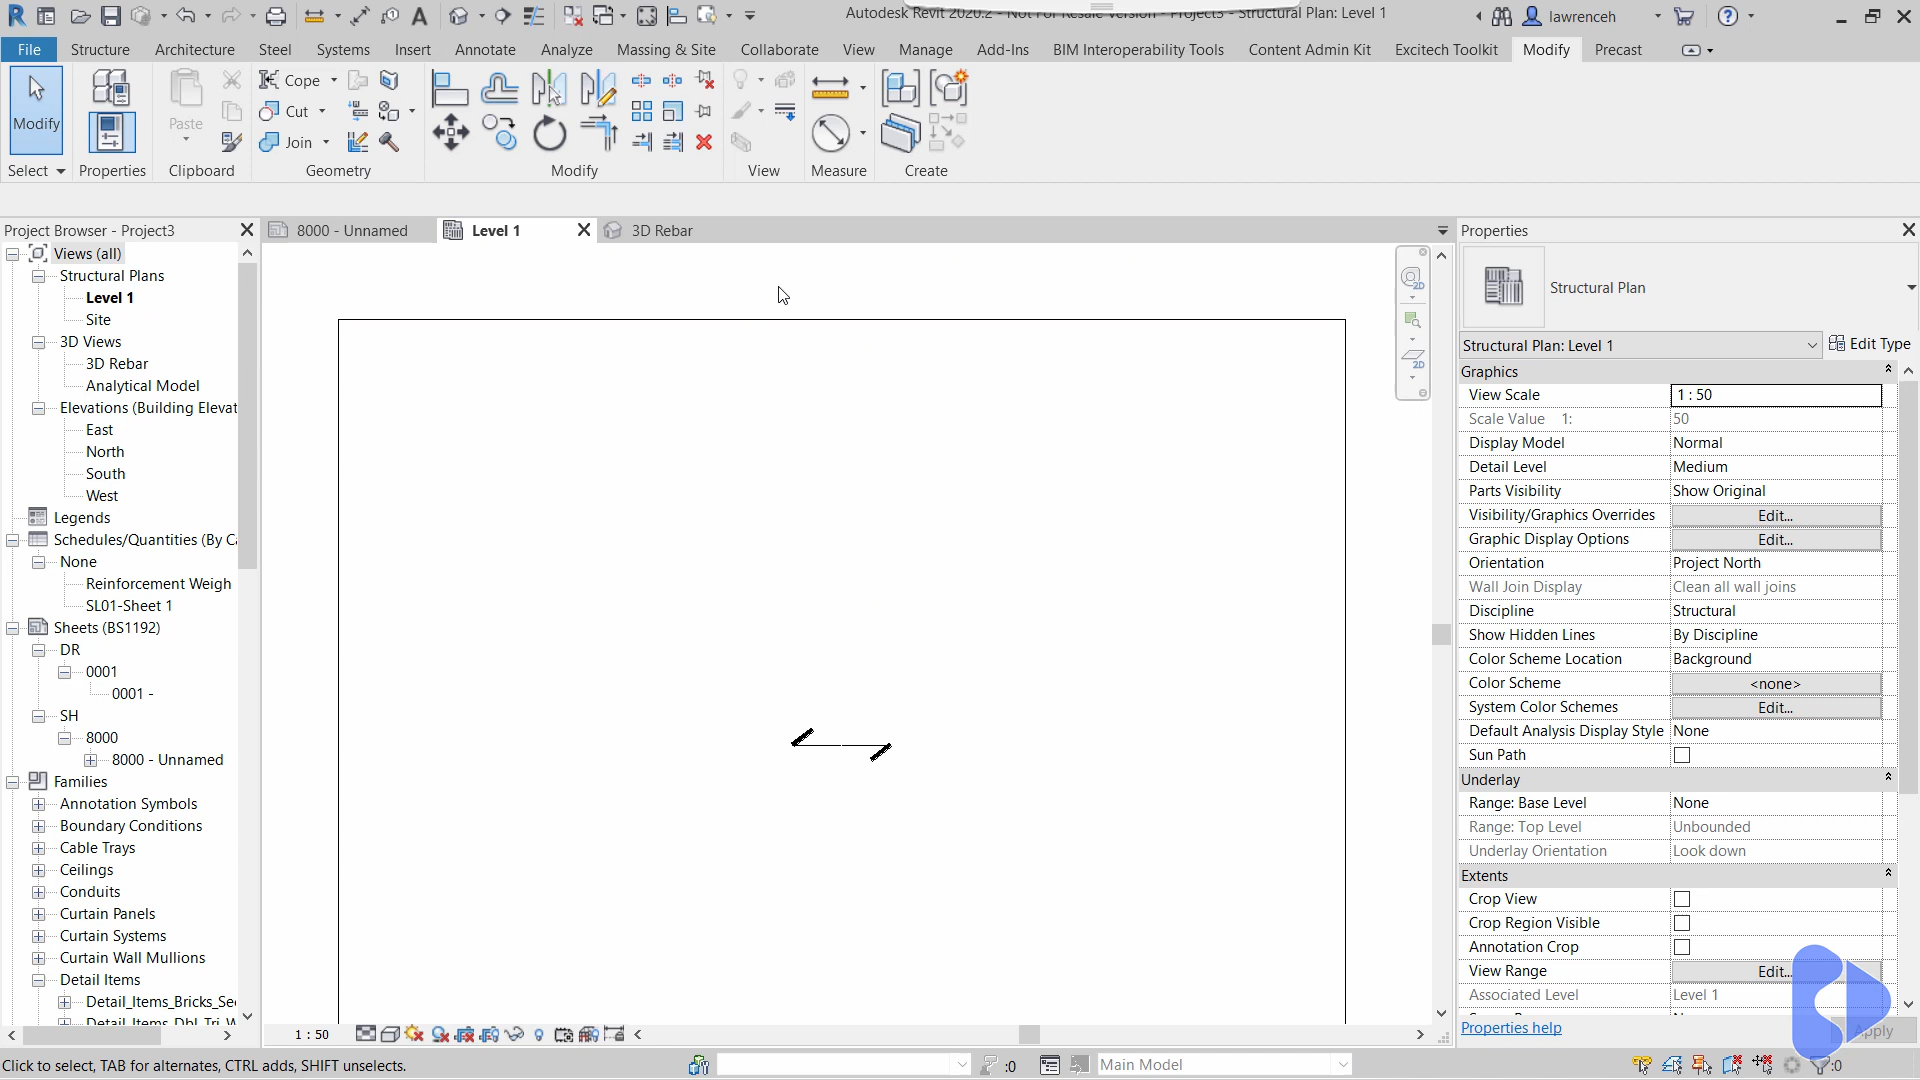 Autodesk Revit 2020.2 - Not For Resale Version - Project3 - Structural Plan: Level 1
lawrenceh
File Structure Architecture Steel Systems Insert Annotate Analyze Massing & Site Collaborate View Manage Add-Ins BIM Interoperability Tools Content Admin Kit Excitech Toolkit Modify Precast
Modify
Paste
Cope
Cut
Join
Select Properties Clipboard Geometry Modify View Measure Create
Project Browser - Project3
Views (all)
Structural Plans
Level 1
Site
3D Views
3D Rebar
Analytical Model
Elevations (Building Elevat
East
North
South
West
Legends
Schedules/Quantities (By Ca
None
Reinforcement Weigh
SL01-Sheet 1
Sheets (BS1192)
DR
0001
0001 -
SH
8000
8000 - Unnamed
Families
Annotation Symbols
Boundary Conditions
Cable Trays
Ceilings
Conduits
Curtain Panels
Curtain Systems
Curtain Wall Mullions
Detail Items
Detail_Items_Bricks_Sec
8000 - Unnamed
Level 1
3D Rebar
2D
2D
1 : 50
Properties
Structural Plan
Structural Plan: Level 1
Edit Type
Graphics
View Scale 1 : 50
Scale Value 1: 50
Display Model Normal
Detail Level Medium
Parts Visibility Show Original
Visibility/Graphics Overrides Edit...
Graphic Display Options Edit...
Orientation Project North
Wall Join Display Clean all wall joins
Discipline Structural
Show Hidden Lines By Discipline
Color Scheme Location Background
Color Scheme <none>
System Color Schemes Edit...
Default Analysis Display Style None
Sun Path
Underlay
Range: Base Level None
Range: Top Level Unbounded
Underlay Orientation Look down
Extents
Crop View
Crop Region Visible
Annotation Crop
View Range Edit...
Associated Level Level 1
Properties help
Apply
Click to select, TAB for alternates, CTRL adds, SHIFT unselects.
:0
Main Model
:0